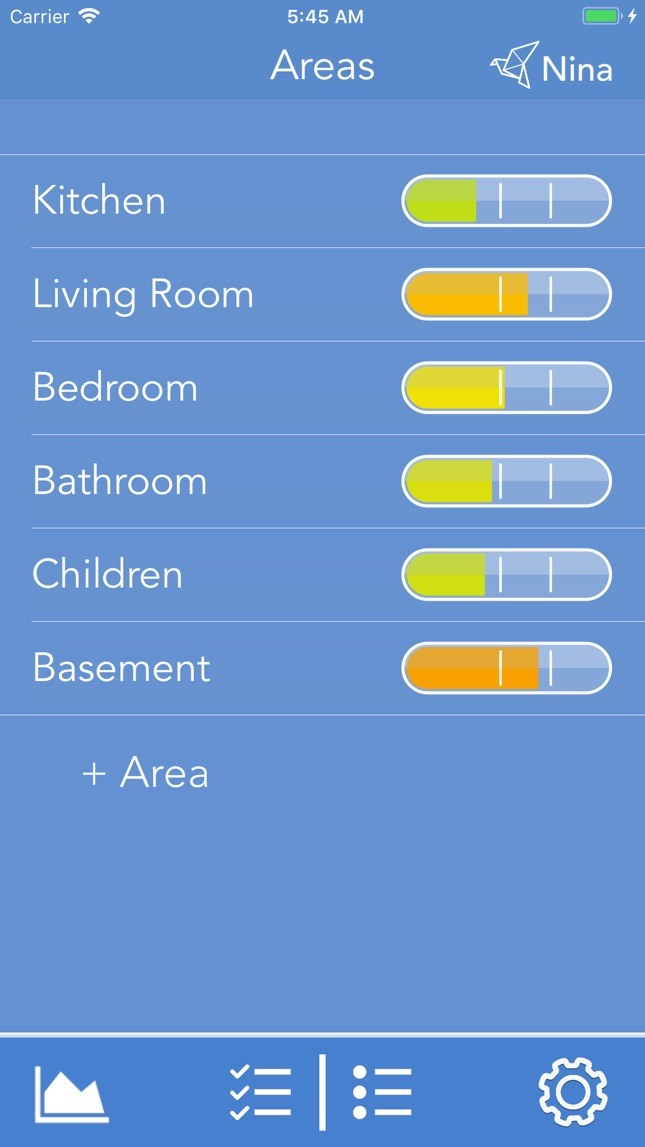 Carrier 5:45 AM
Areas Nina
Kitchen
Living Room
Bedroom
Bathroom
Children
Basement
+ Area